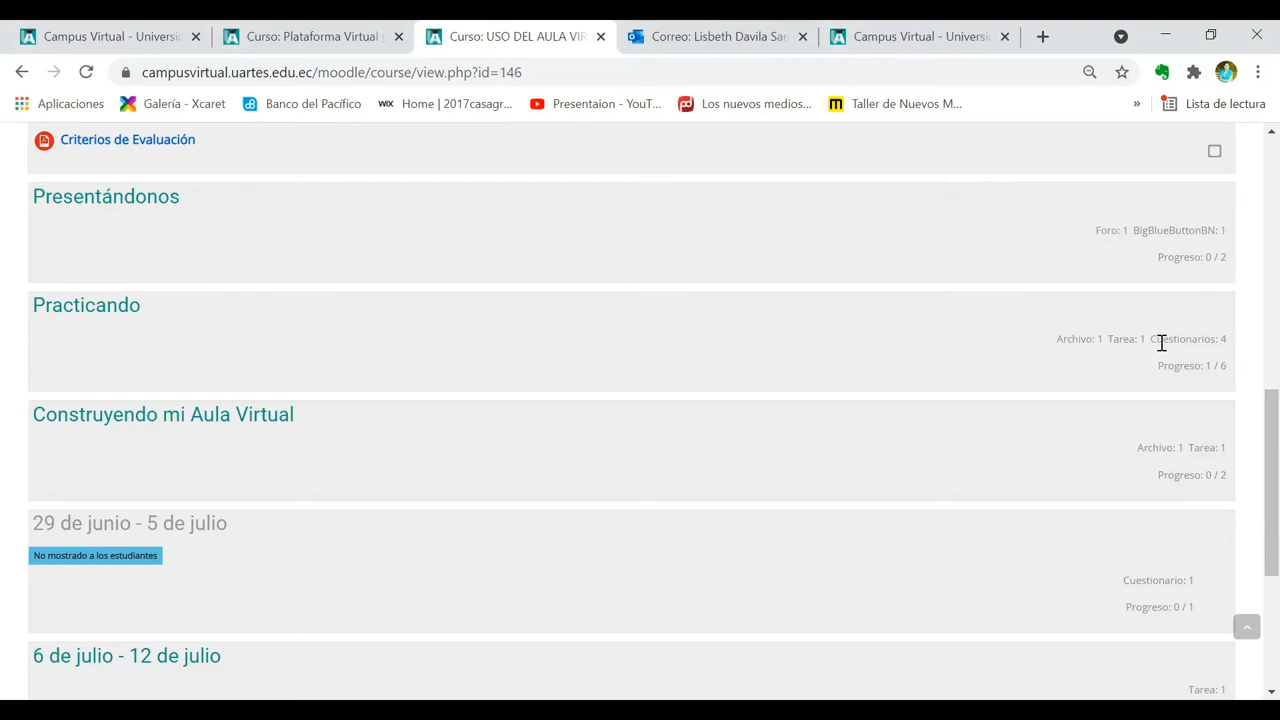 Campus Virtual - Universi
Curso: Plataforma Virtual
Curso: USO DEL AULA VIR
Correo: Lisbeth Davila San
Campus Virtual - Universi
campusvirtual.uartes.edu.ec/moodle/course/view.php?id=146
Aplicaciones
Galería - Xcaret
Banco del Pacífico
WIX Home | 2017casagr...
Presentaion - YouT...
Los nuevos medios...
Taller de Nuevos M...
»
Lista de lectura
Criterios de Evaluación
Presentándonos
Foro: 1 BigBlueButtonBN: 1
Progreso: 0 / 2
Practicando
Archivo: 1 Tarea: 1 Cuestionarios: 4
Progreso: 1 / 6
Construyendo mi Aula Virtual
Archivo: 1 Tarea: 1
Progreso: 0 / 2
29 de junio - 5 de julio
No mostrado a los estudiantes
Cuestionario: 1
Progreso: 0 / 1
6 de julio - 12 de julio
Tarea: 1